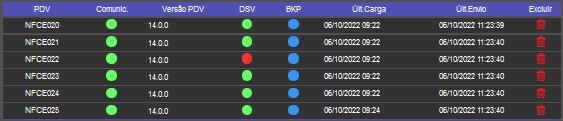 PDV Comunic. Versão PDV DSV BKP Últ.Carga Últ.Envio Excluir
NFCE020 14.0.0 06/10/2022 09:22 06/10/2022 11:23:39
NFCE021 14.0.0 06/10/2022 09:22 06/10/2022 11:23:40
NFCE022 14.0.0 06/10/2022 09:22 06/10/2022 11:23:40
NFCE023 14.0.0 06/10/2022 09:22 06/10/2022 11:23:40
NFCE024 14.0.0 06/10/2022 09:22 06/10/2022 11:23:40
NFCE025 14.0.0 06/10/2022 09:24 06/10/2022 11:23:40